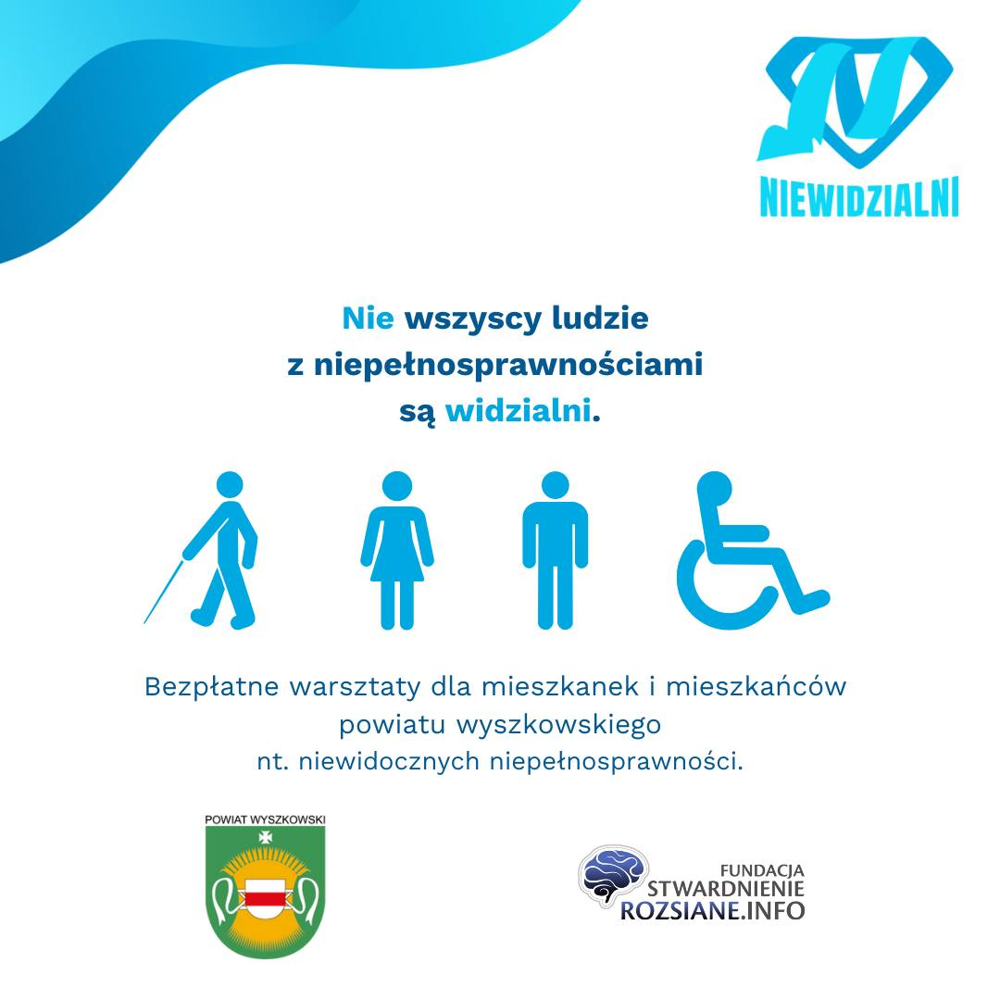 NIEWIDZIALNI
Nie wszyscy ludzie
z niepełnosprawnościami
są widzialni.
Bezpłatne warsztaty dla mieszkanek i mieszkańców
powiatu wyszkowskiego
nt. niewidocznych niepełnosprawności.
POWIAT WYSZKOWSKI
FUNDACJA
STWARDNIENIE
ROZSIANE.INFO